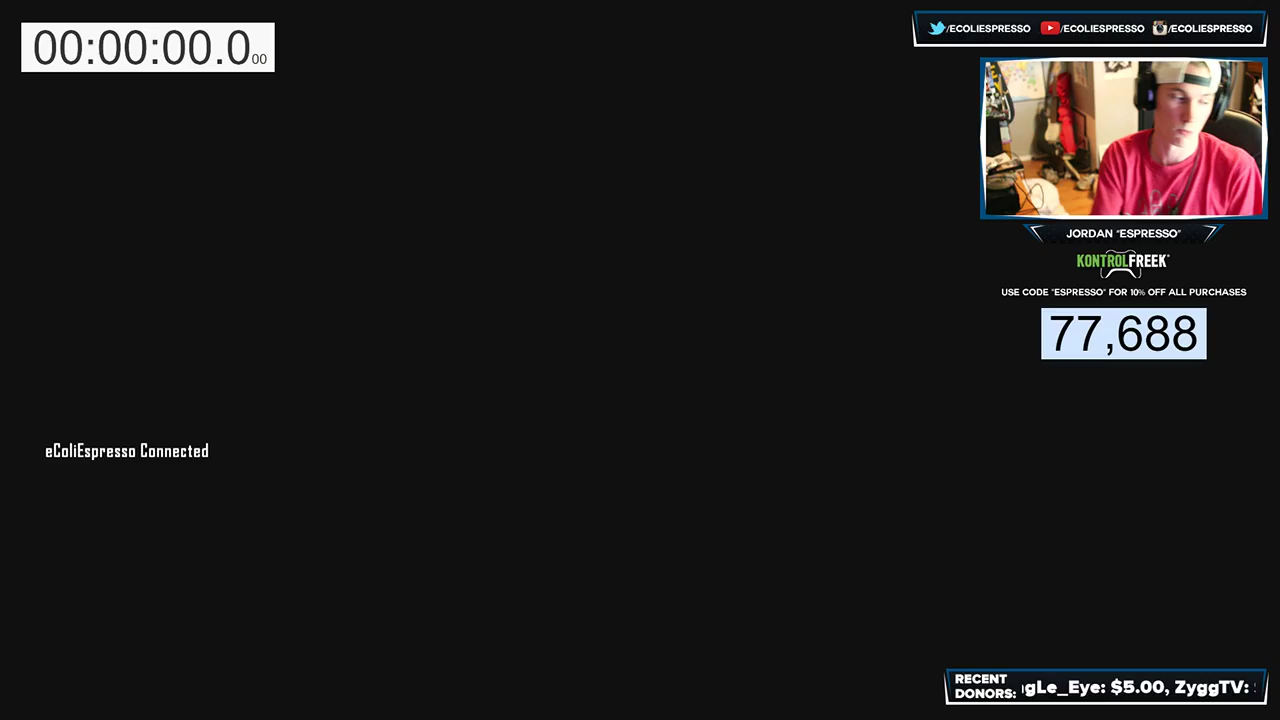 00:00:00.000
/ECOLIESPRESSO /ECOLIESPRESSO /ECOLIESPRESSO
JORDAN "ESPRESSO"
KONTROLFREEK®
USE CODE "ESPRESSO" FOR 10% OFF ALL PURCHASES
77,688
eColiEspresso Connected
RECENT
DONORS:
gLe_Eye: $5.00, ZyggTV: